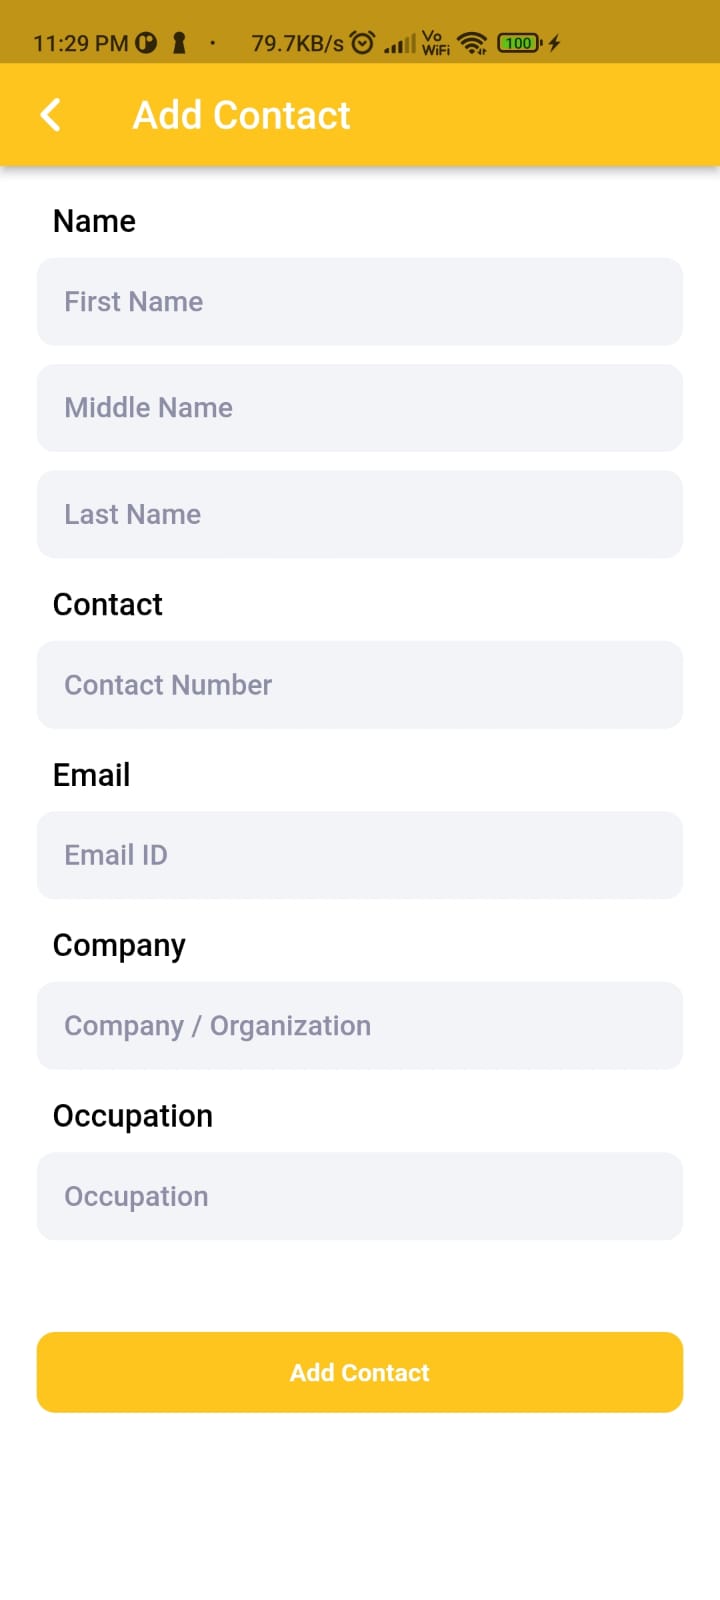 11:29 PM · 79.7KB/s Vo WiFi 100
Add Contact
Name
First Name
Middle Name
Last Name
Contact
Contact Number
Email
Email ID
Company
Company / Organization
Occupation
Occupation
Add Contact